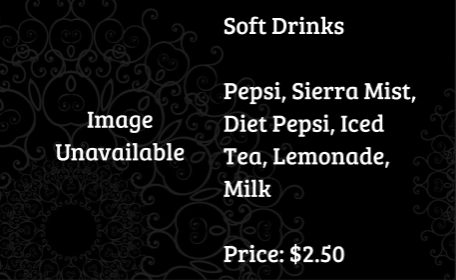 Image
Unavailable
Soft Drinks
Pepsi, Sierra Mist,
Diet Pepsi, Iced
Tea, Lemonade,
Milk
Price: $2.50